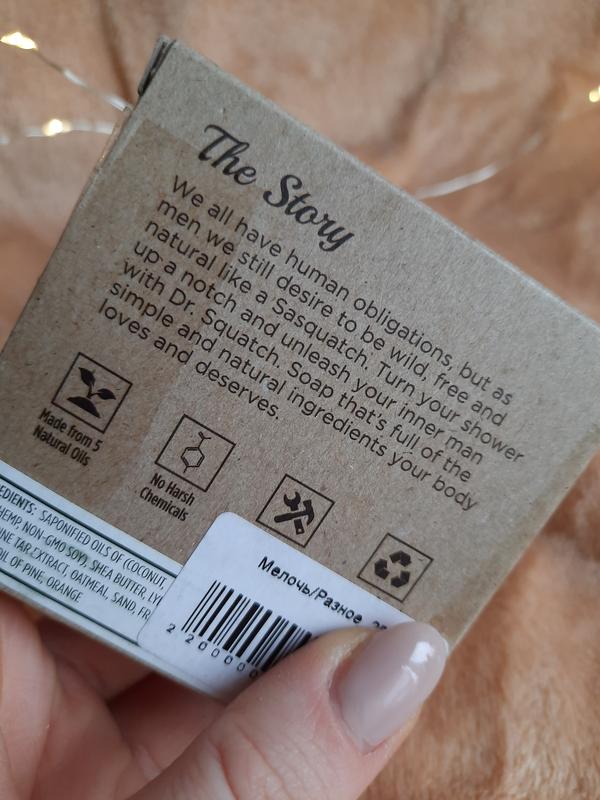 The Story
We all have human obligations, but as
men we still desire to be wild, free and
natural like a Sasquatch. Turn your shower
up a notch and unleash your inner man
with Dr. Squatch. Soap that's full of the
simple and natural ingredients your body
loves and deserves.
Made from 5
Natural Oils
No Harsh
Chemicals
SAPONIFIED OILS OF (COCONUT,
HEMP, NON-GMO SOY), SHEA BUTTER,
TAR EXTRACT, OATMEAL, SAND,
OIL OF PINE, ORANGE
Мелочь/Разное
2 20000